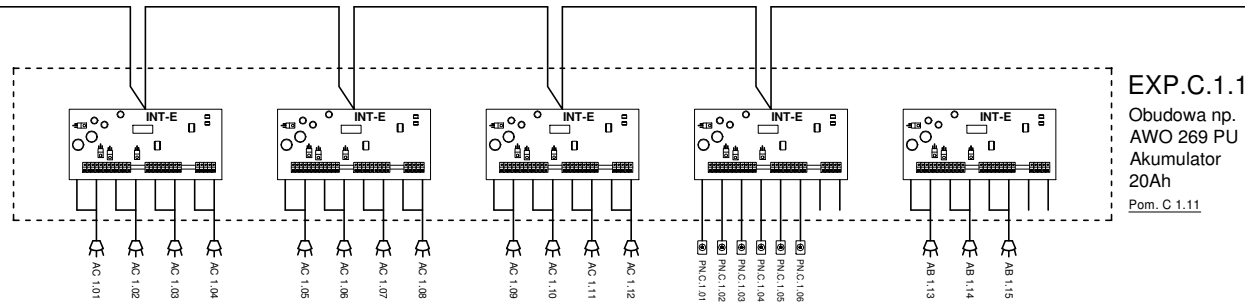 INT-E
INT-E
INT-E
INT-E
INT-E
EXP.C.1.1
Obudowa np.
AWO 269 PU
Akumulator
20Ah
Pom. C 1.11
AC 1.01
AC 1.02
AC 1.03
AC 1.04
AC 1.05
AC 1.06
AC 1.07
AC 1.08
AC 1.09
AC 1.10
AC 1.11
AC 1.12
PN.C.1.01
PN.C.1.02
PN.C.1.03
PN.C.1.04
PN.C.1.05
PN.C.1.06
AB 1.13
AB 1.14
AB 1.15